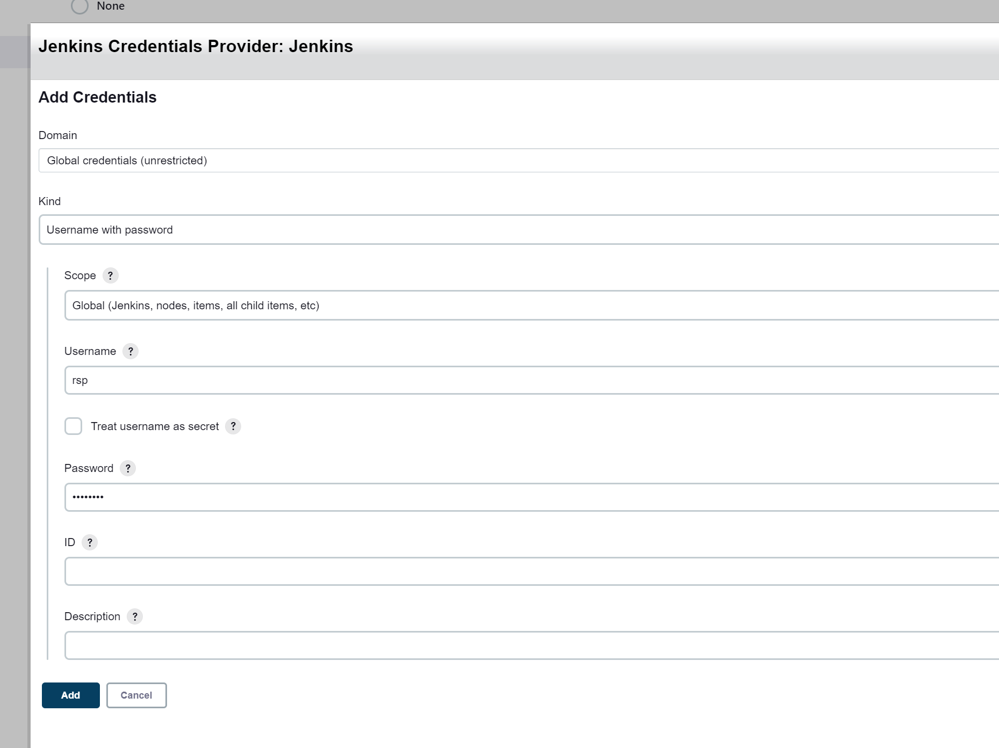 None
Jenkins Credentials Provider: Jenkins
Add Credentials
Domain
Global credentials (unrestricted)
Kind
Username with password
Scope ?
Global (Jenkins, nodes, items, all child items, etc)
Username ?
rsp
Treat username as secret ?
Password ?
••••••••
ID ?
Description ?
Add Cancel